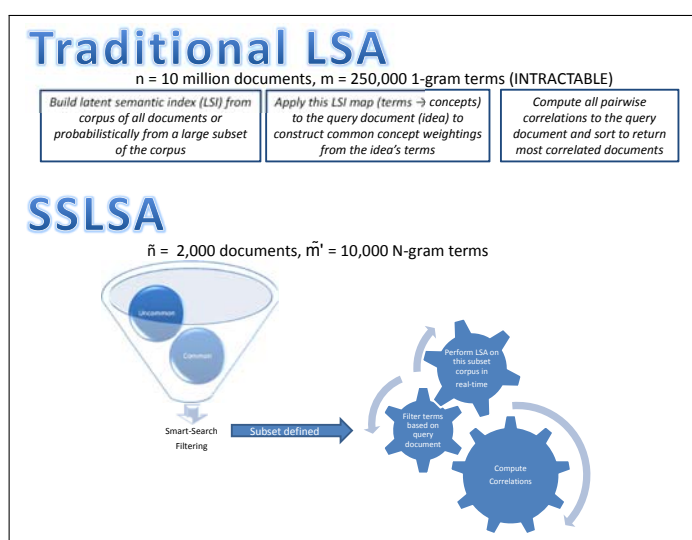 Traditional LSA
n = 10 million documents, m = 250,000 1-gram terms (INTRACTABLE)
Build latent semantic index (LSI) from
corpus of all documents or
probabilistically from a large subset
of the corpus
Apply this LSI map (terms → concepts)
to the query document (idea) to
construct common concept weightings
from the idea's terms
Compute all pairwise
correlations to the query
document and sort to return
most correlated documents
SSLSA
ñ = 2,000 documents, m̃' = 10,000 N-gram terms
Uncommon
Common
Smart-Search
Filtering
Subset defined
Perform LSA on
this subset
corpus in
real-time
Filter terms
based on
query
document
Compute
Correlations